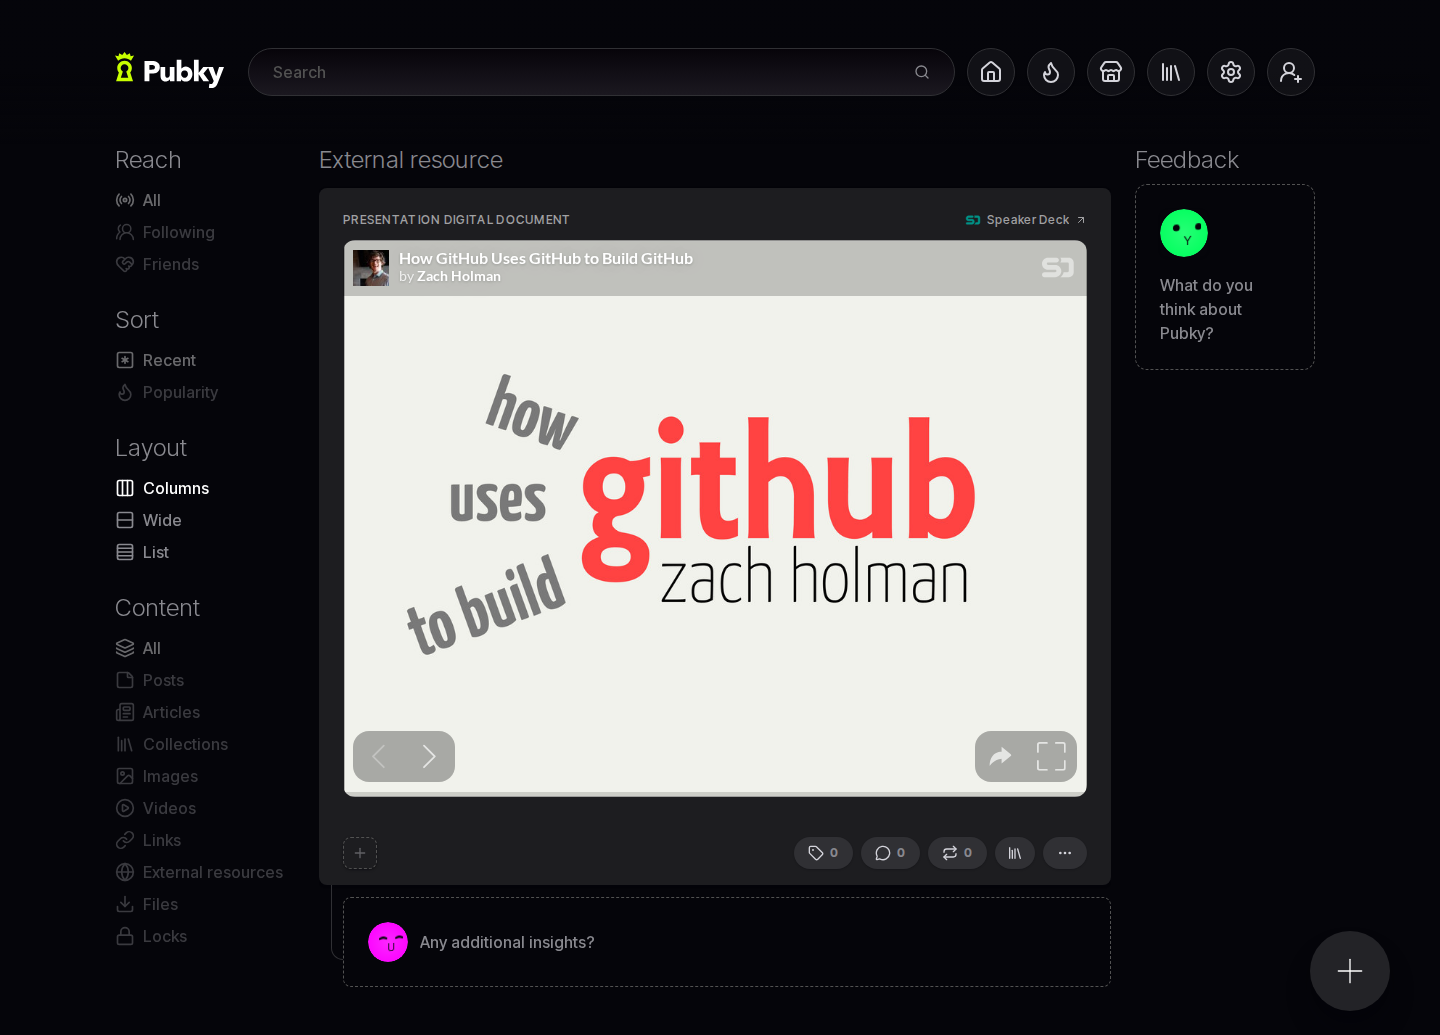 Pubky
Search
Reach
All
Following
Friends
Sort
Recent
Popularity
Layout
Columns
Wide
List
Content
All
Posts
Articles
Collections
Images
Videos
Links
External resources
Files
Locks
External resource
PRESENTATION DIGITAL DOCUMENT
Speaker Deck
How GitHub Uses GitHub to Build GitHub
by Zach Holman
how
uses
to build
github
zach holman
0
0
0
Any additional insights?
Feedback
What do you
think about
Pubky?